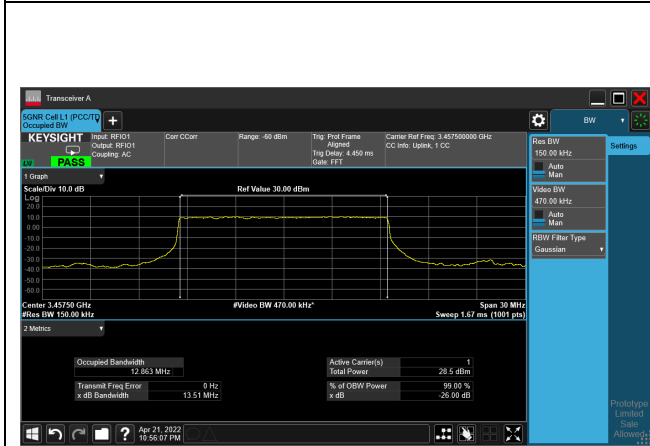 Transceiver A
5GNR Cell L1 (PCC/TD
Occupied BW
BW
KEYSIGHT
Input: RFIO1
Output: RFIO1
Coupling: AC
Corr CCorr
Range: -60 dBm
Trig: Prot Frame
Aligned
Trig Delay: 4.450 ms
Gate: FFT
Carrier Ref Freq: 3.457500000 GHz
CC Info: Uplink, 1 CC
PASS
Res BW
150.00 kHz
Auto
Man
Settings
1 Graph
Scale/Div 10.0 dB
Ref Value 30.00 dBm
Log
20.0
10.0
0.00
-10.0
-20.0
-30.0
-40.0
-50.0
-60.0
Video BW
470.00 kHz
Auto
Man
RBW Filter Type
Gaussian
Center 3.45750 GHz
#Video BW 470.00 kHz*
Span 30 MHz
#Res BW 150.00 kHz
Sweep 1.67 ms (1001 pts)
2 Metrics
Occupied Bandwidth
12.863 MHz
Active Carrier(s) 1
Total Power 28.5 dBm
Transmit Freq Error 0 Hz
x dB Bandwidth 13.51 MHz
% of OBW Power 99.00 %
x dB -26.00 dB
Prototype
Limited
Sale
Allowed
?
Apr 21, 2022
10:56:07 PM